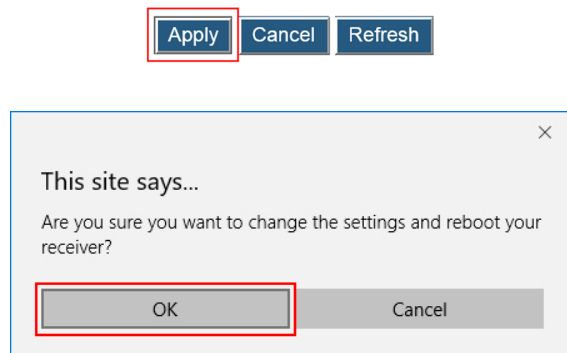 Apply Cancel Refresh
This site says...
Are you sure you want to change the settings and reboot your
receiver?
OK Cancel